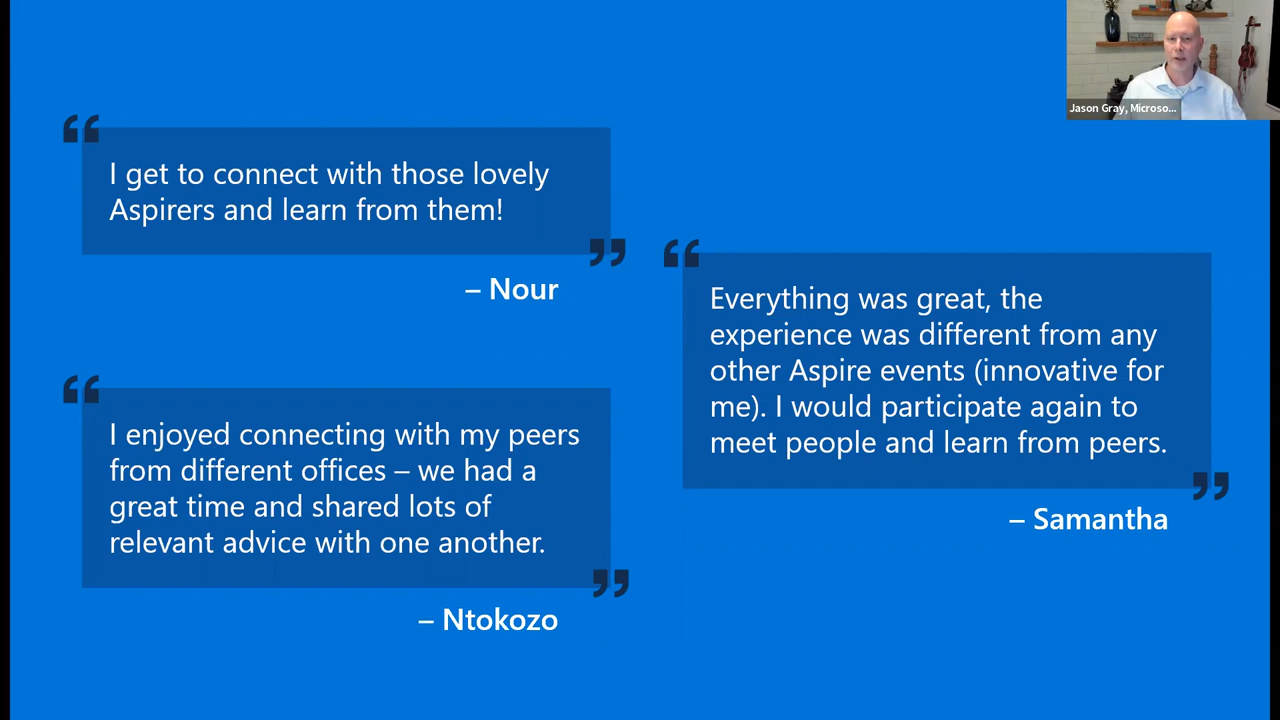 Jason Gray, Microso...
“
I get to connect with those lovely
Aspirers and learn from them!
”
– Nour
“
I enjoyed connecting with my peers
from different offices – we had a
great time and shared lots of
relevant advice with one another.
”
– Ntokozo
“
Everything was great, the
experience was different from any
other Aspire events (innovative for
me). I would participate again to
meet people and learn from peers.
”
– Samantha